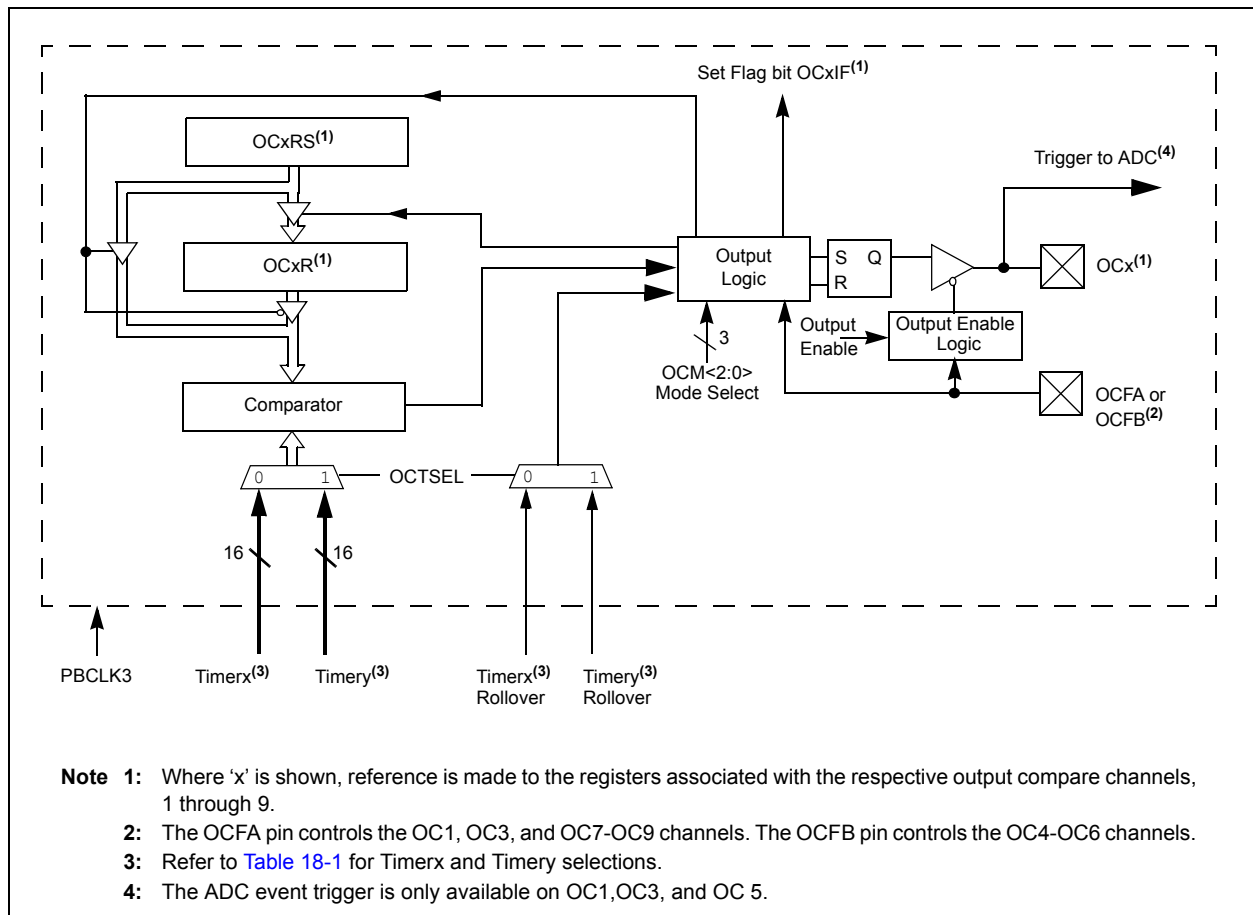 Set Flag bit OCxIF(1)
OCxRS(1)
Trigger to ADC(4)
OCxR(1)
Output
Logic
S Q
R
OCx(1)
Output
Enable
Output Enable
Logic
3
OCM<2:0>
Mode Select
Comparator
OCFA or
OCFB(2)
0 1
OCTSEL
0 1
16
16
PBCLK3
Timerx(3)
Timery(3)
Timerx(3)
Rollover
Timery(3)
Rollover
Note 1: Where ‘x’ is shown, reference is made to the registers associated with the respective output compare channels,
1 through 9.
2: The OCFA pin controls the OC1, OC3, and OC7-OC9 channels. The OCFB pin controls the OC4-OC6 channels.
3: Refer to Table 18-1 for Timerx and Timery selections.
4: The ADC event trigger is only available on OC1,OC3, and OC 5.